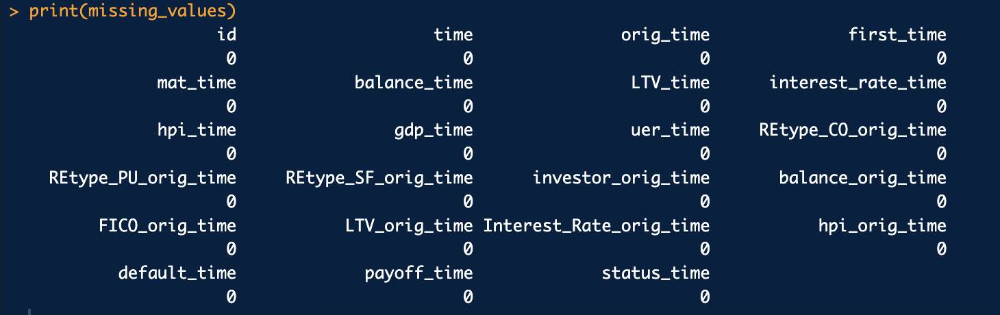 > print(missing_values)
id time orig_time first_time
0 0 0 0
mat_time balance_time LTV_time interest_rate_time
0 0 0 0
hpi_time gdp_time uer_time REtype_CO_orig_time
0 0 0 0
REtype_PU_orig_time REtype_SF_orig_time investor_orig_time balance_orig_time
0 0 0 0
FICO_orig_time LTV_orig_time Interest_Rate_orig_time hpi_orig_time
0 0 0 0
default_time payoff_time status_time
0 0 0